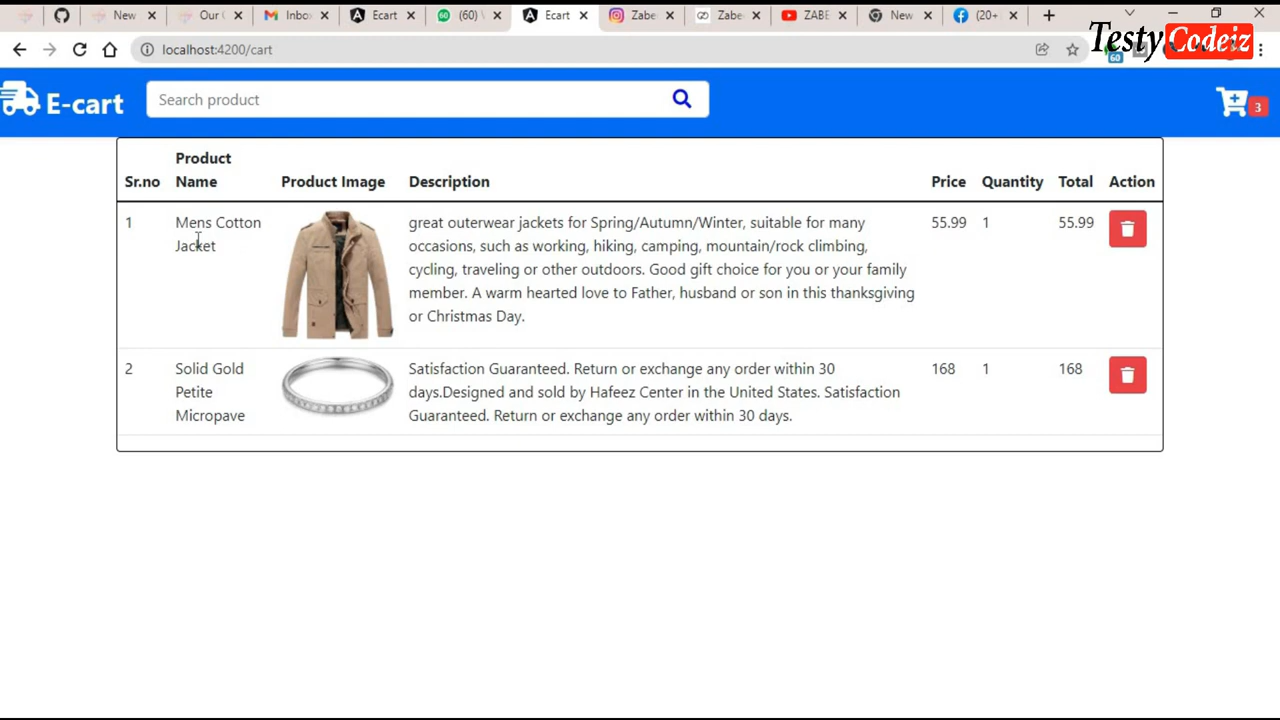 New
Our
Inbo
Ecart
(60)
Ecart
Zabe
Zabe
ZABE
New
(20+
Testy Codeiz
localhost:4200/cart
60
E-cart
Search product
3
Sr.no Product Name Product Image Description Price Quantity Total Action
1
Mens Cotton
Jacket
great outerwear jackets for Spring/Autumn/Winter, suitable for many
occasions, such as working, hiking, camping, mountain/rock climbing,
cycling, traveling or other outdoors. Good gift choice for you or your family
member. A warm hearted love to Father, husband or son in this thanksgiving
or Christmas Day.
55.99
1
55.99
2
Solid Gold
Petite
Micropave
Satisfaction Guaranteed. Return or exchange any order within 30
days.Designed and sold by Hafeez Center in the United States. Satisfaction
Guaranteed. Return or exchange any order within 30 days.
168
1
168